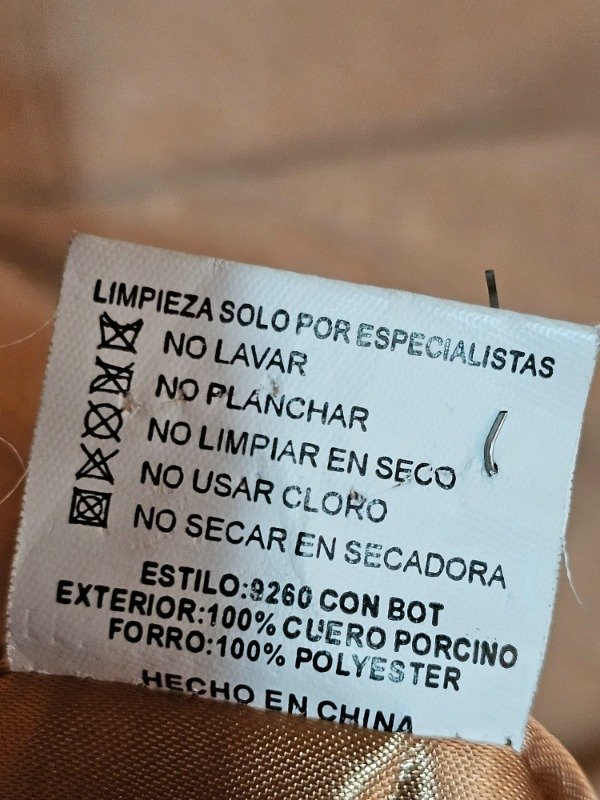 LIMPIEZA SOLO POR ESPECIALISTAS
NO LAVAR
NO PLANCHAR
NO LIMPIAR EN SECO
NO USAR CLORO
NO SECAR EN SECADORA
ESTILO:9260 CON BOT
EXTERIOR:100% CUERO PORCINO
FORRO:100% POLYESTER
HECHO EN CHINA